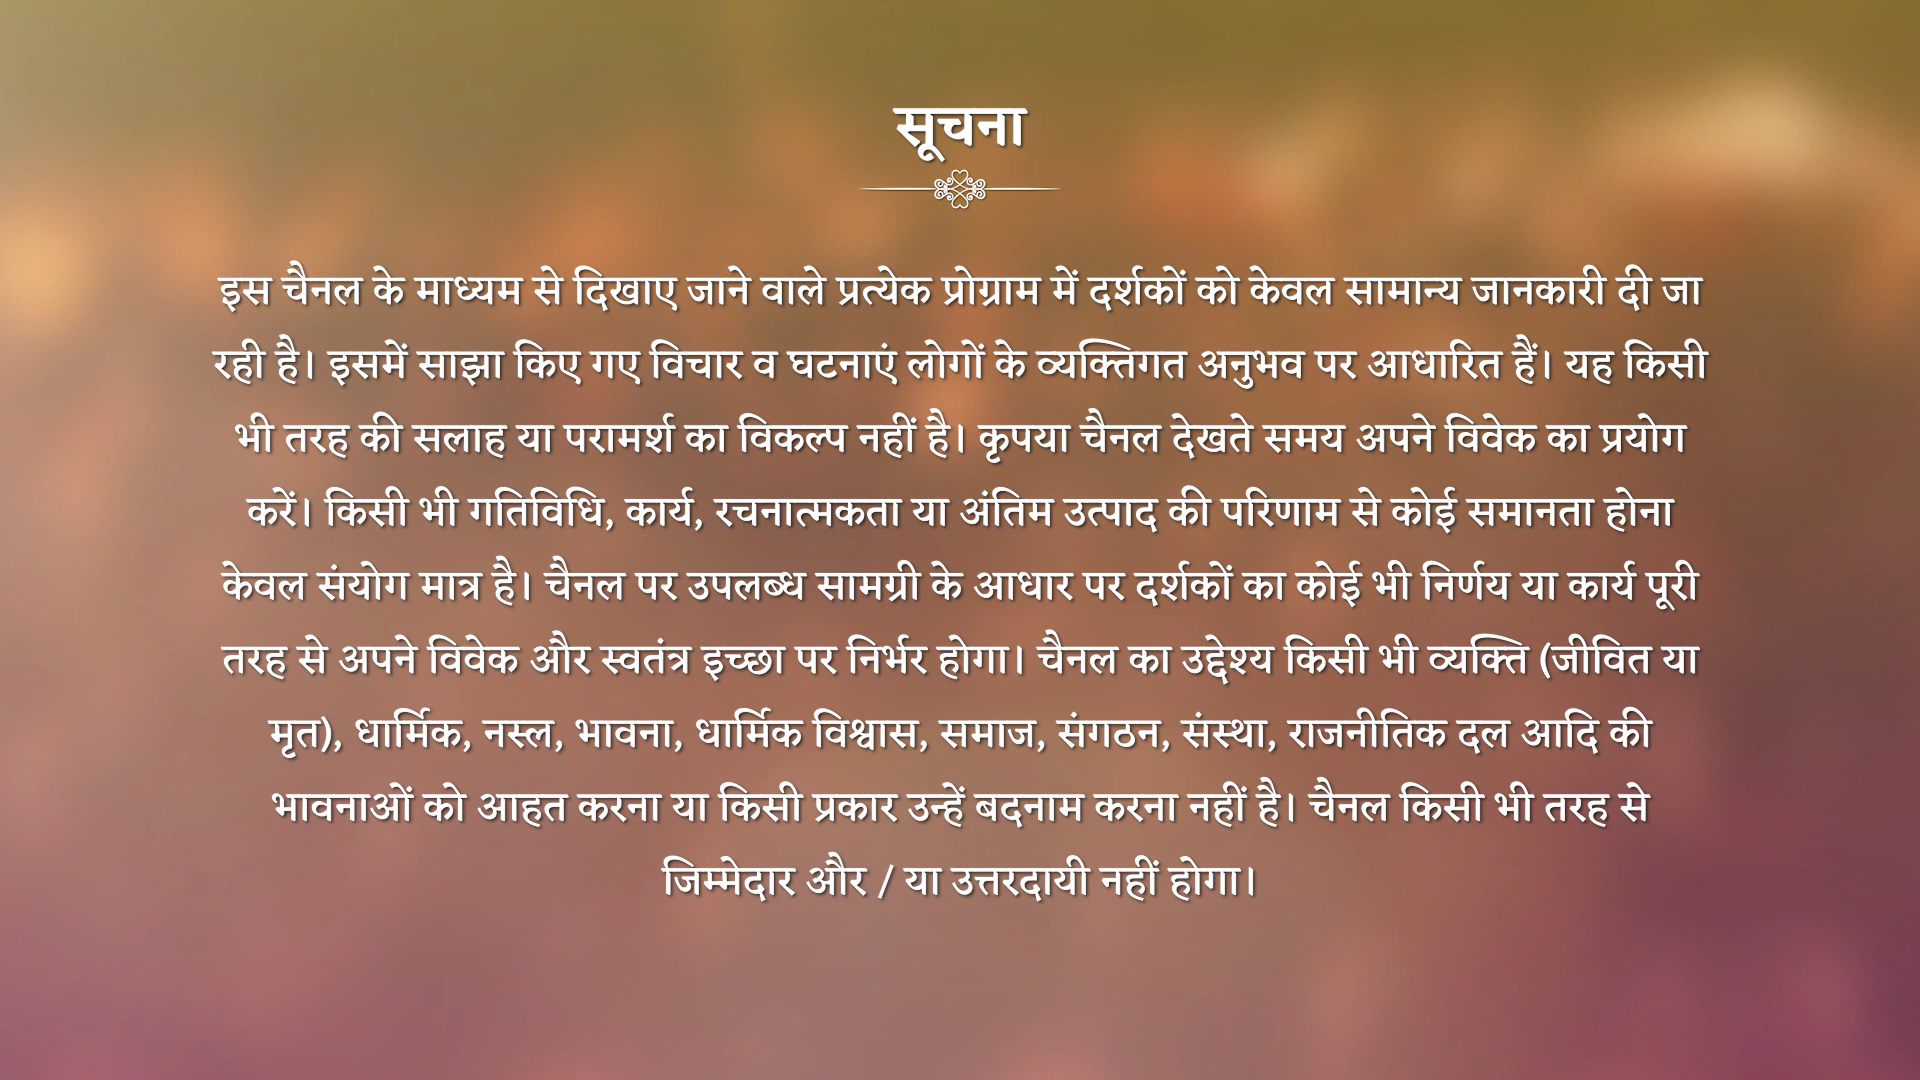 सूचना
इस चैनल के माध्यम से दिखाए जाने वाले प्रत्येक प्रोग्राम में दर्शकों को केवल सामान्य जानकारी दी जा
रही है। इसमें साझा किए गए विचार व घटनाएं लोगों के व्यक्तिगत अनुभव पर आधारित हैं। यह किसी
भी तरह की सलाह या परामर्श का विकल्प नहीं है। कृपया चैनल देखते समय अपने विवेक का प्रयोग
करें। किसी भी गतिविधि, कार्य, रचनात्मकता या अंतिम उत्पाद की परिणाम से कोई समानता होना
केवल संयोग मात्र है। चैनल पर उपलब्ध सामग्री के आधार पर दर्शकों का कोई भी निर्णय या कार्य पूरी
तरह से अपने विवेक और स्वतंत्र इच्छा पर निर्भर होगा। चैनल का उद्देश्य किसी भी व्यक्ति (जीवित या
मृत), धार्मिक, नस्ल, भावना, धार्मिक विश्वास, समाज, संगठन, संस्था, राजनीतिक दल आदि की
भावनाओं को आहत करना या किसी प्रकार उन्हें बदनाम करना नहीं है। चैनल किसी भी तरह से
जिम्मेदार और / या उत्तरदायी नहीं होगा।